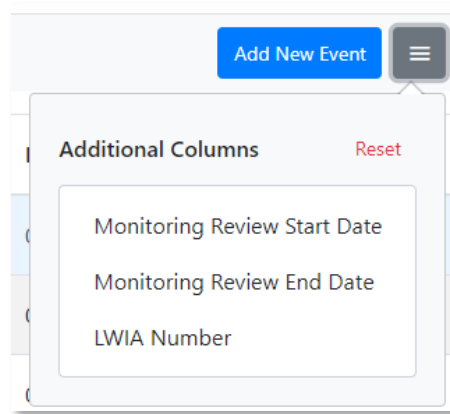 Add New Event
Additional Columns Reset
Monitoring Review Start Date
Monitoring Review End Date
LWIA Number